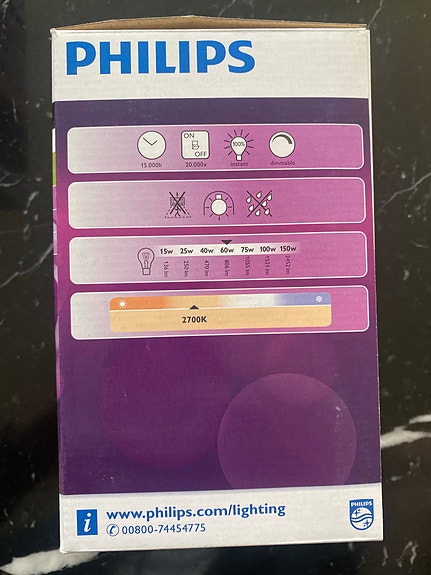 PHILIPS
ON
OFF
100%
15.000h 20.000x instant dimmable
15w 25w 40w 60w 75w 100w 150w
136 lm 250 lm 470 lm 806 lm 1055 lm 1521 lm 2452 lm
2700K
i www.philips.com/lighting
✆ 00800-74454775
PHILIPS